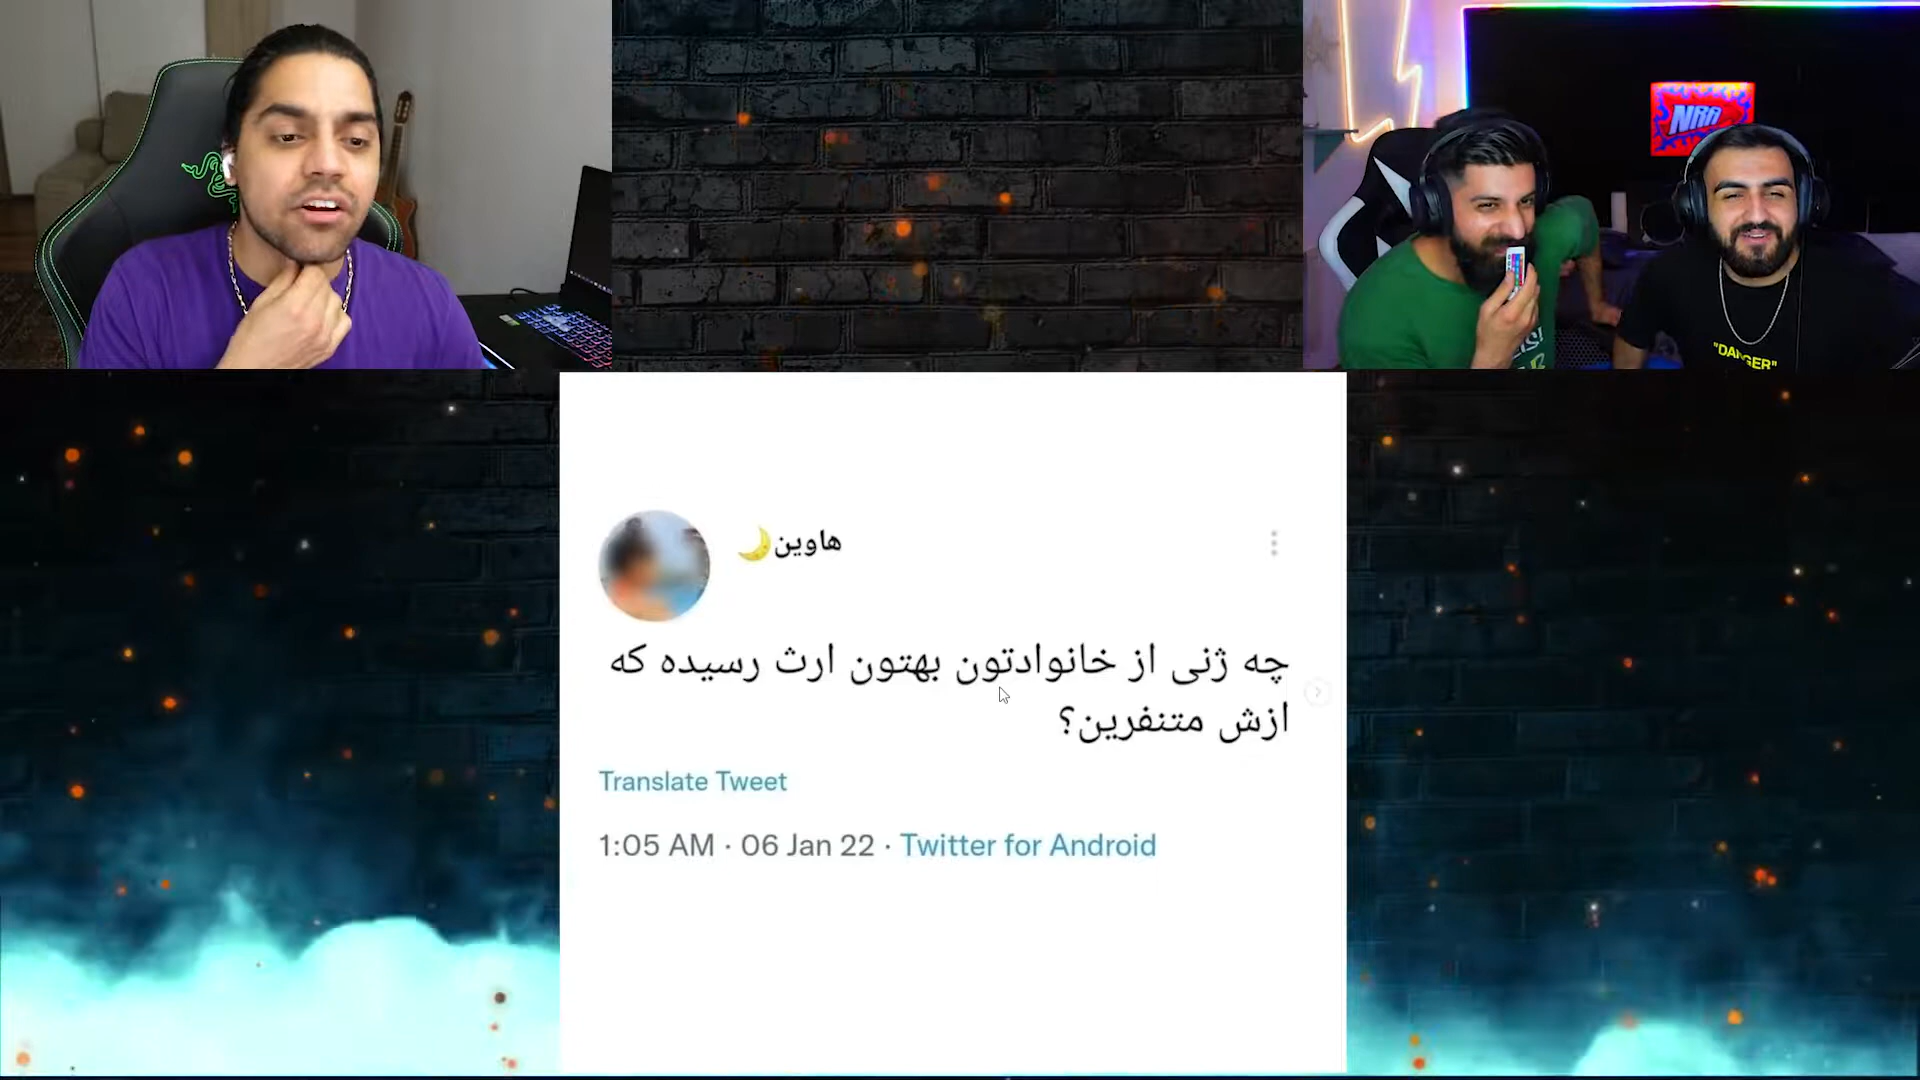 NRA
"DANGER"
هاوین🌙
چه ژنی از خانوادتون بهتون ارث رسیده که
ازش متنفرین؟
Translate Tweet
1:05 AM · 06 Jan 22 · Twitter for Android